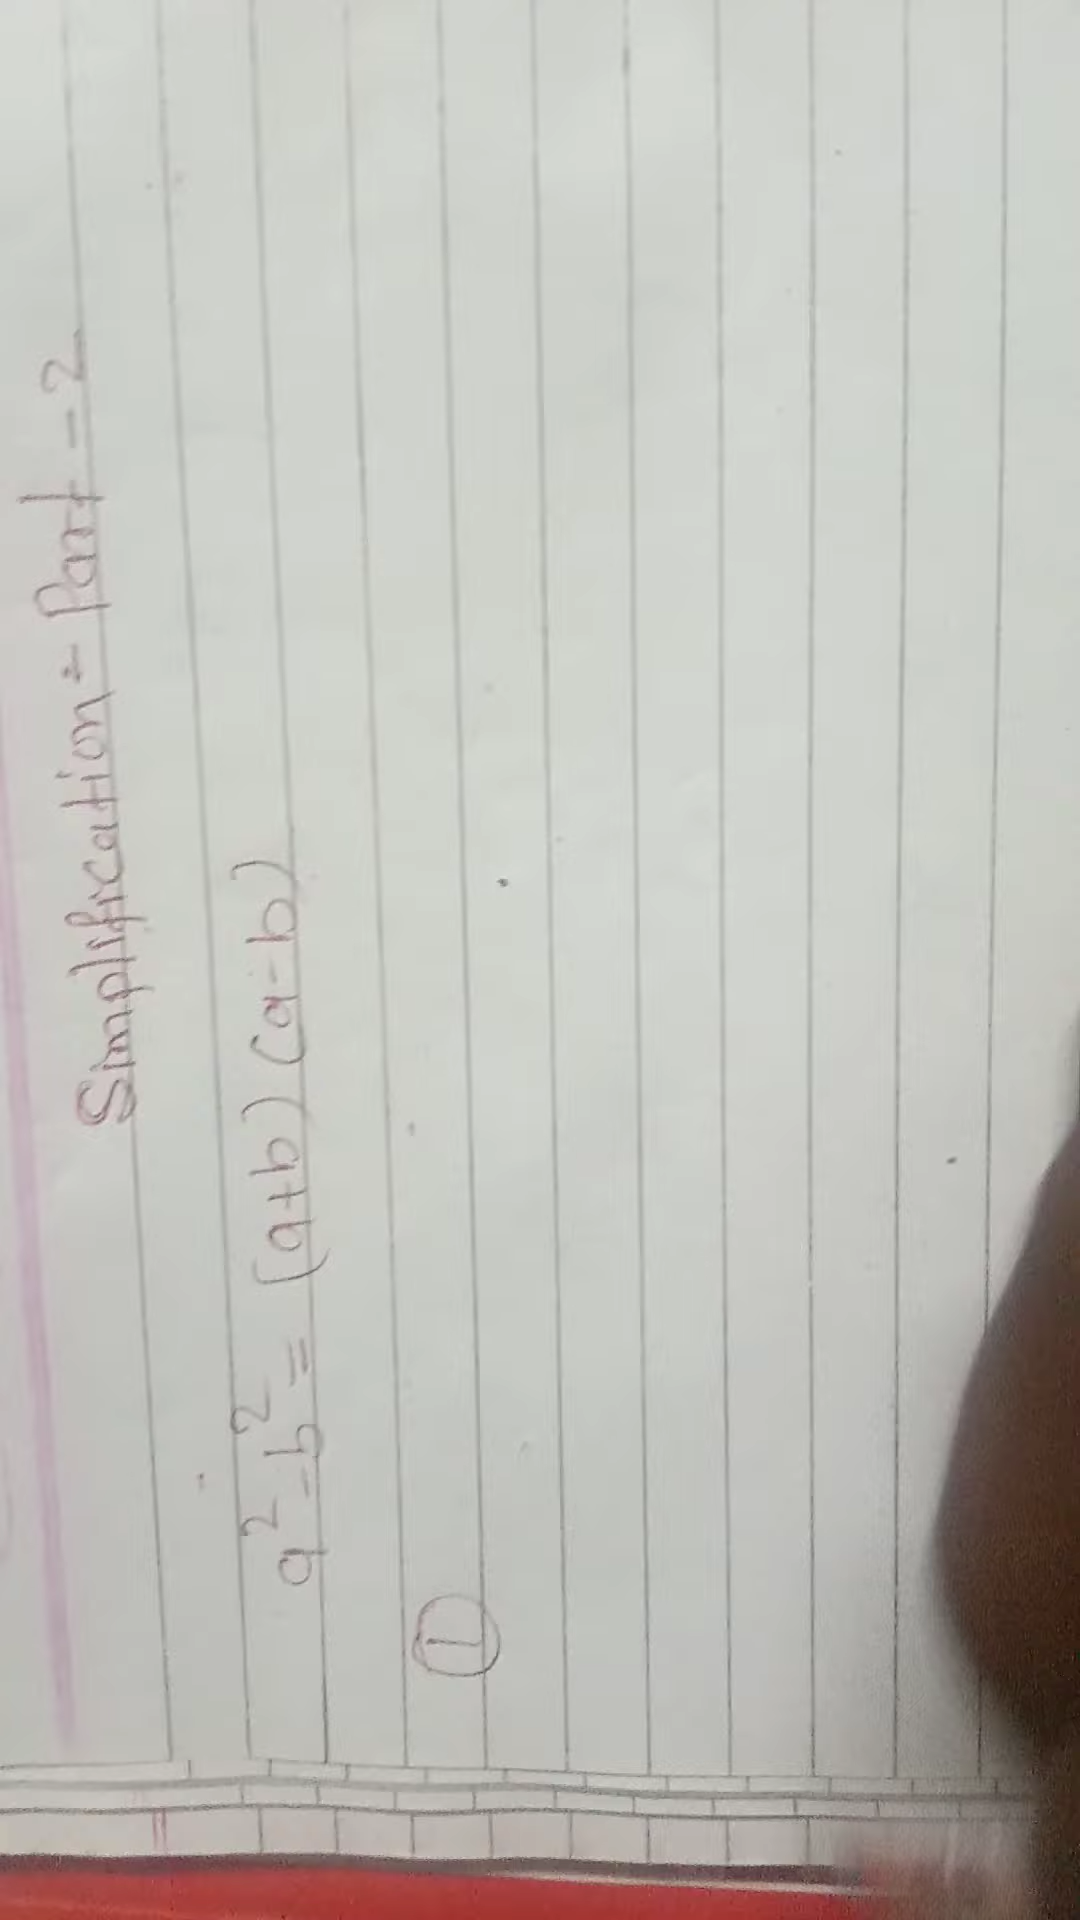 Simplification - Part - 2
a² - b² = (a+b) (a-b)
①